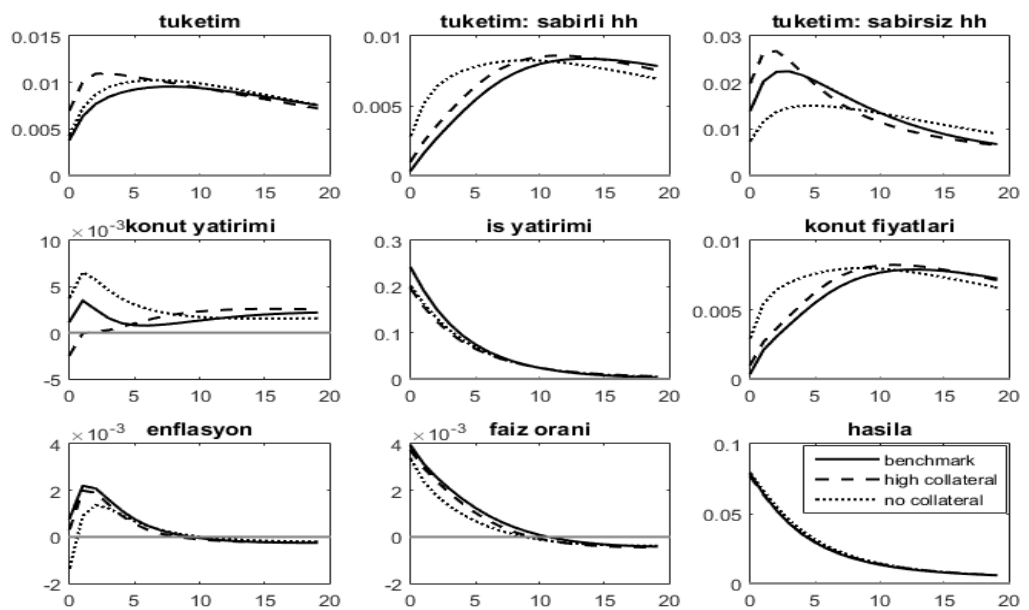 tuketim
0.015
0.01
0.005
0
0 5 10 15 20
tuketim: sabirli hh
0.01
0.005
0
0 5 10 15 20
tuketim: sabirsiz hh
0.03
0.02
0.01
0
0 5 10 15 20
konut yatirimi
× 10⁻³
10
5
0
-5
0 5 10 15 20
is yatirimi
0.3
0.2
0.1
0
0 5 10 15 20
konut fiyatlari
0.01
0.005
0
0 5 10 15 20
enflasyon
× 10⁻³
4
2
0
-2
0 5 10 15 20
faiz orani
× 10⁻³
4
2
0
-2
0 5 10 15 20
hasila
0.1
0.05
0
0 5 10 15 20
benchmark
high collateral
no collateral